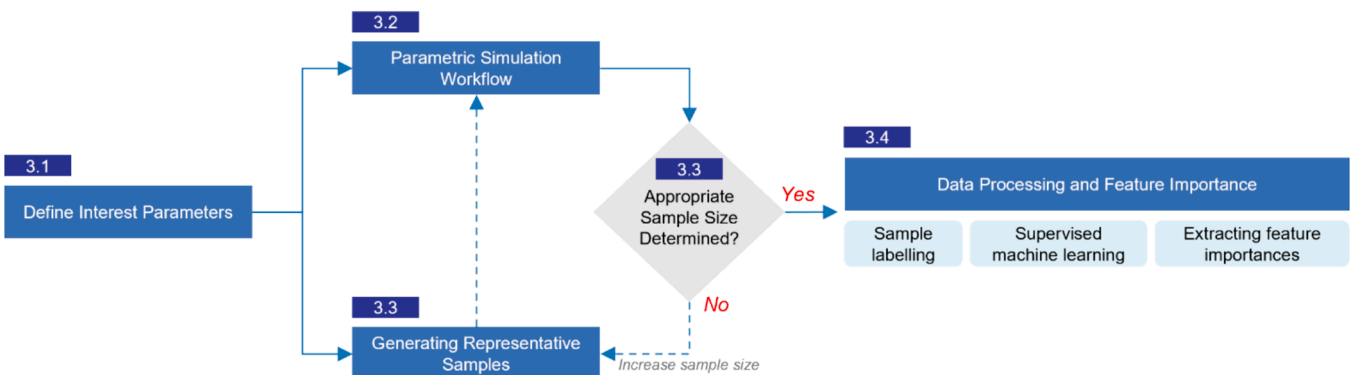 3.1
Define Interest Parameters
3.2
Parametric Simulation
Workflow
3.3
Generating Representative
Samples
3.3
Appropriate
Sample Size
Determined?
Yes
No
Increase sample size
3.4
Data Processing and Feature Importance
Sample
labelling
Supervised
machine learning
Extracting feature
importances